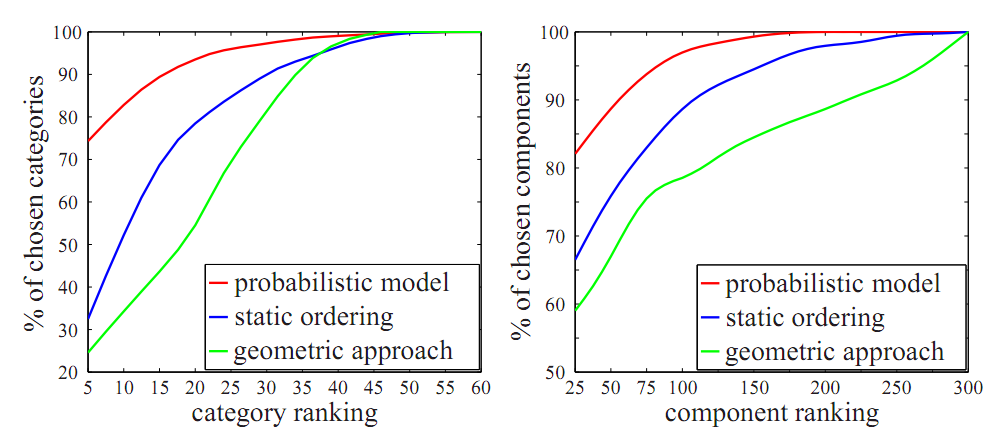 % of chosen categories
100
90
80
70
60
50
40
30
20
5 10 15 20 25 30 35 40 45 50 55 60
category ranking
probabilistic model
static ordering
geometric approach
% of chosen components
100
90
80
70
60
50
25 50 75 100 150 200 250 300
component ranking
probabilistic model
static ordering
geometric approach